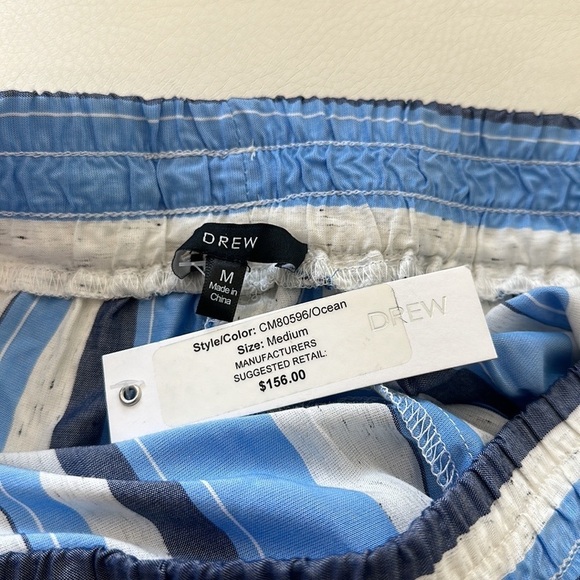 DREW
M
Made in
China
DREW
Style/Color: CM80596/Ocean
Size: Medium
MANUFACTURERS
SUGGESTED RETAIL:
$156.00